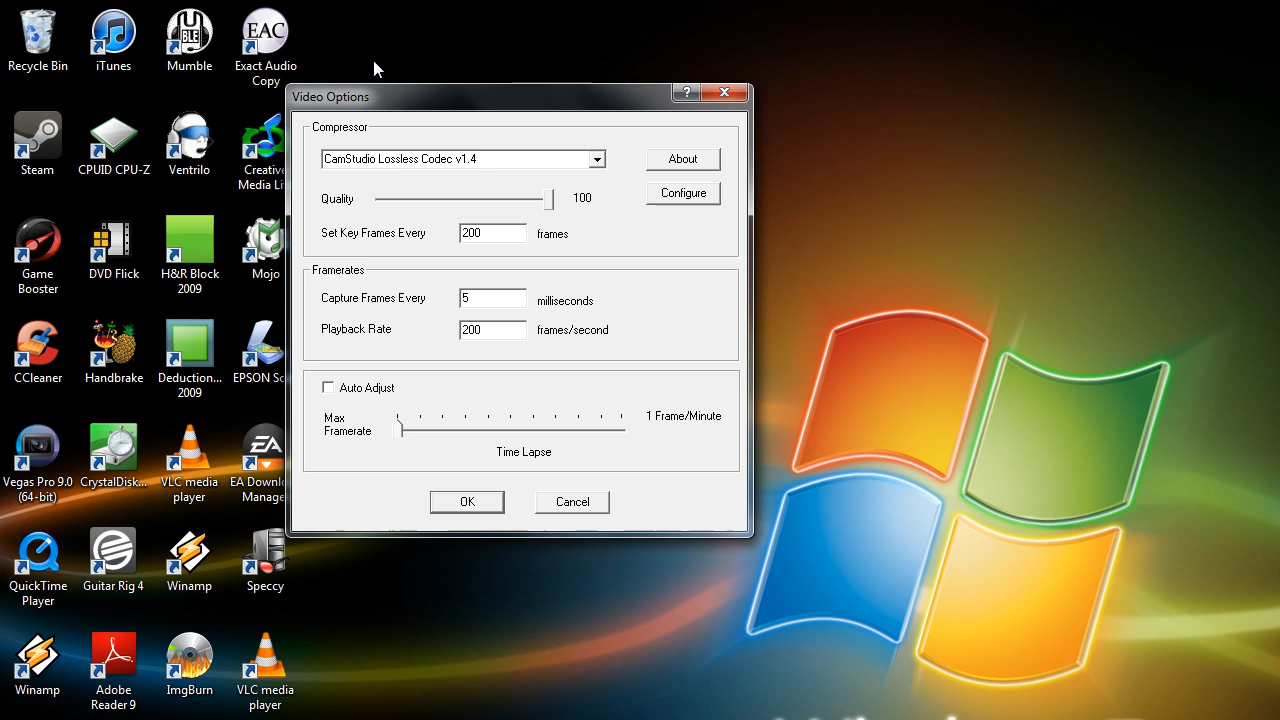 Recycle Bin
iTunes
Mumble
EAC
Exact Audio
Copy
Steam
CPUID CPU-Z
Ventrilo
Creativ
Media Li
Game
Booster
DVD Flick
H&R Block
2009
Mojo
CCleaner
Handbrake
Deduction...
2009
EPSON Sc
Vegas Pro 9.0
(64-bit)
CrystalDisk...
VLC media
player
EA
EA Downlo
Manage
QuickTime
Player
Guitar Rig 4
Winamp
Speccy
Winamp
Adobe
Reader 9
ImgBurn
VLC media
player
Video Options
?
Compressor
CamStudio Lossless Codec v1.4
About
Quality
100
Configure
Set Key Frames Every
200
frames
Framerates
Capture Frames Every
5
milliseconds
Playback Rate
200
frames/second
Auto Adjust
Max
Framerate
1 Frame/Minute
Time Lapse
OK
Cancel